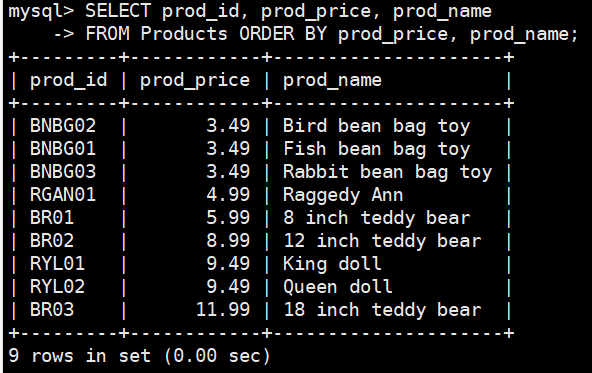 mysql> SELECT prod_id, prod_price, prod_name
    -> FROM Products ORDER BY prod_price, prod_name;
+---------+------------+---------------------+
| prod_id | prod_price | prod_name           |
+---------+------------+---------------------+
| BNBG02  |       3.49 | Bird bean bag toy   |
| BNBG01  |       3.49 | Fish bean bag toy   |
| BNBG03  |       3.49 | Rabbit bean bag toy |
| RGAN01  |       4.99 | Raggedy Ann         |
| BR01    |       5.99 | 8 inch teddy bear   |
| BR02    |       8.99 | 12 inch teddy bear  |
| RYL01   |       9.49 | King doll           |
| RYL02   |       9.49 | Queen doll          |
| BR03    |      11.99 | 18 inch teddy bear  |
+---------+------------+---------------------+
9 rows in set (0.00 sec)